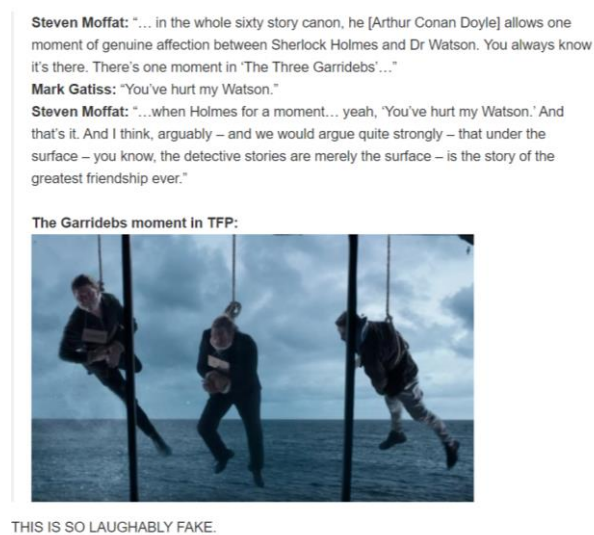 Steven Moffat: “… in the whole sixty story canon, he [Arthur Conan Doyle] allows one
moment of genuine affection between Sherlock Holmes and Dr Watson. You always know
it’s there. There’s one moment in ‘The Three Garridebs’…”
Mark Gatiss: “You’ve hurt my Watson.”
Steven Moffat: “…when Holmes for a moment… yeah, ‘You’ve hurt my Watson.’ And
that’s it. And I think, arguably – and we would argue quite strongly – that under the
surface – you know, the detective stories are merely the surface – is the story of the
greatest friendship ever.”
The Garridebs moment in TFP:
THIS IS SO LAUGHABLY FAKE.